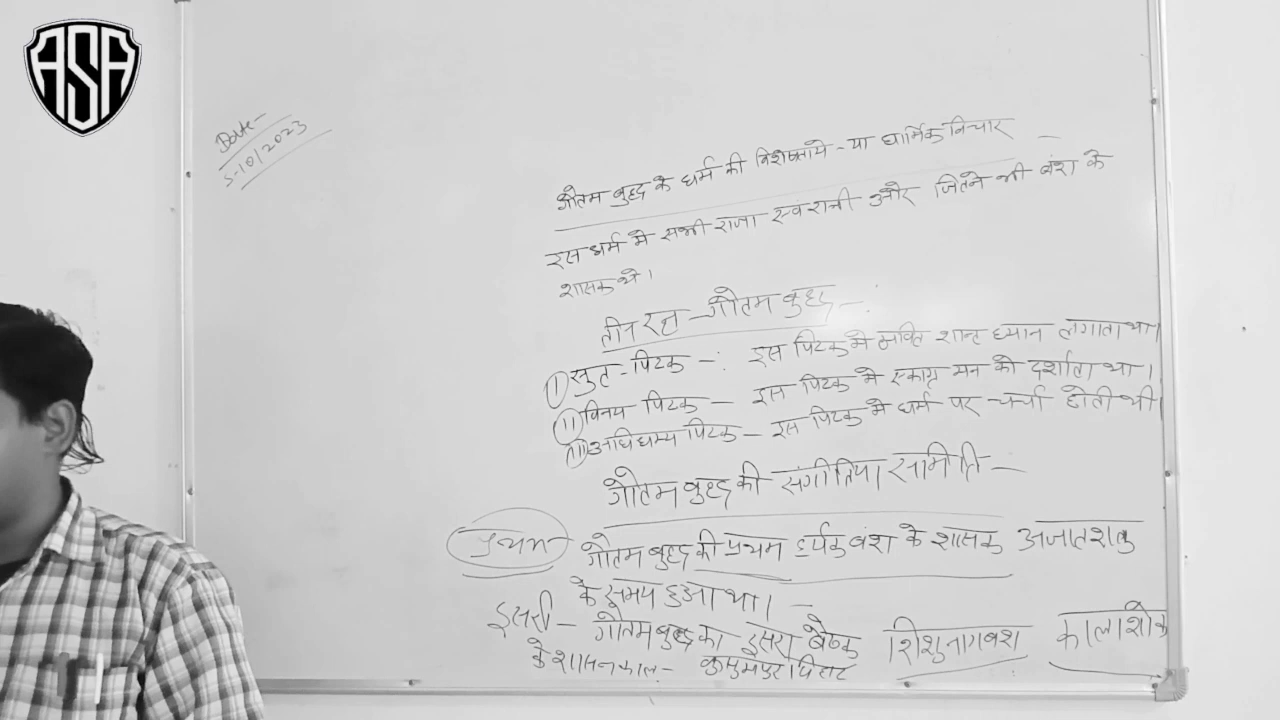 ASA
Date-
5-10/2023
गौतम बुद्ध के धर्म की विशेषताये - या धार्मिक विचार -
इस धर्म मे सभी राजा एव रानी और जितने भी वंश के
शासक थे।
तीन रत्न - गौतम बुद्ध - :
(I) सुत - पिटक - : इस पिटक मे व्यक्ति शान्त ध्यान लगाता था।
(II) विनय पिटक - इस पिटक मे एकाग्र मन को दर्शाता था।
(III) अभिधम्य पिटक - इस पिटक मे धर्म पर चर्चा होती थी।
गौतम बुद्ध की संगीतिया सामिति -
प्रथम गौतम बुद्ध की प्रथम हर्यक वंश के शासक अजातशत्रु
के समय हुआ था। -
दूसरी - गौतम बुद्ध का दूसरा बैठक शिशुनागवंश कालाशोक
के शासनकाल -